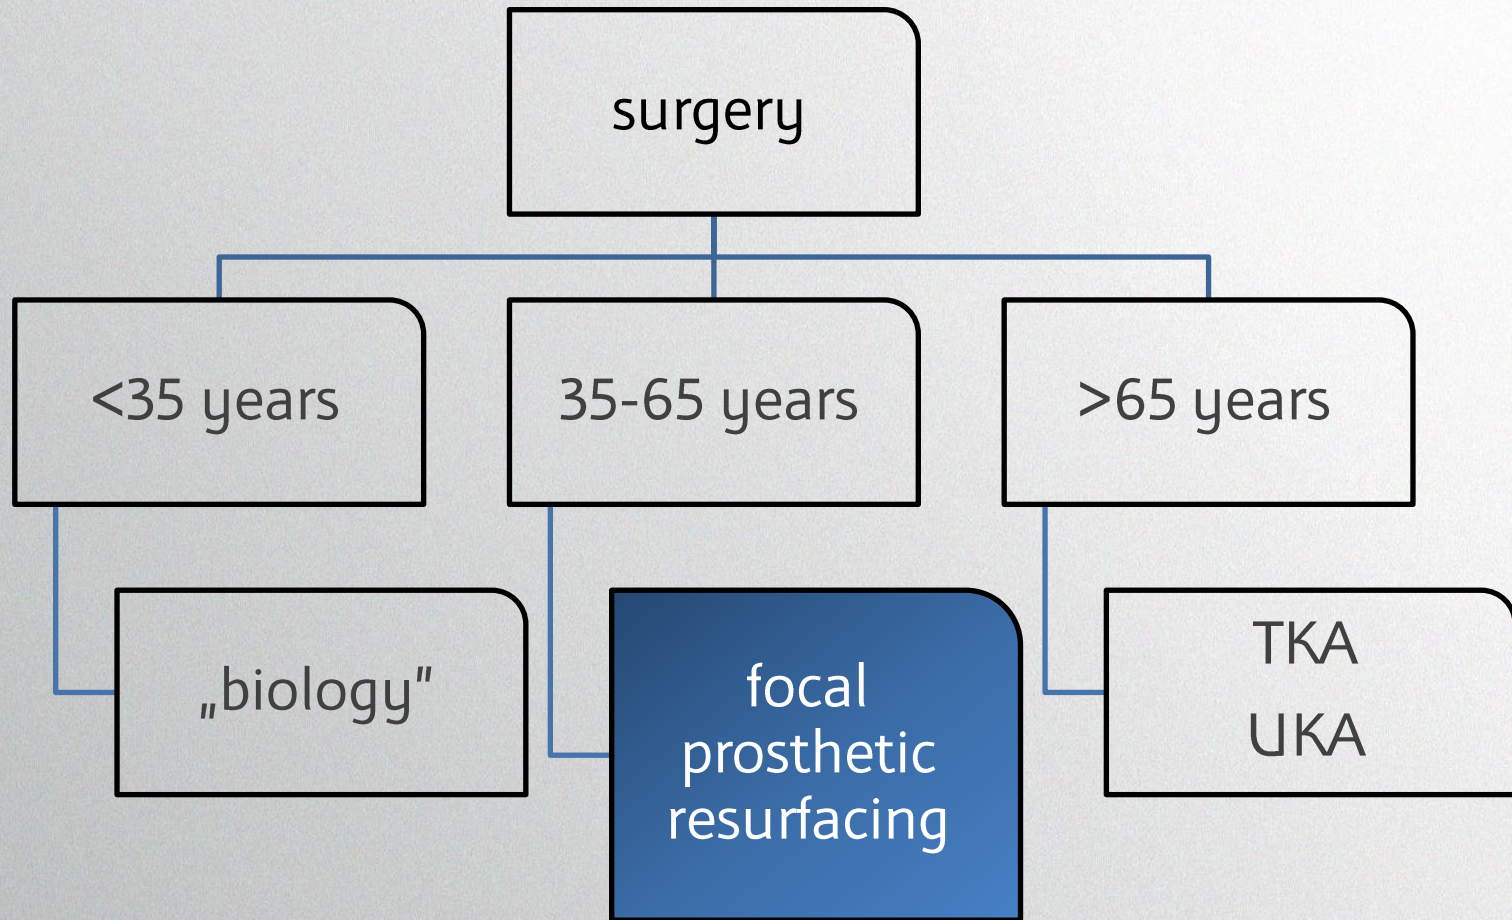 surgery
<35 years
35-65 years
>65 years
„biology"
focal
prosthetic
resurfacing
TKA
UKA